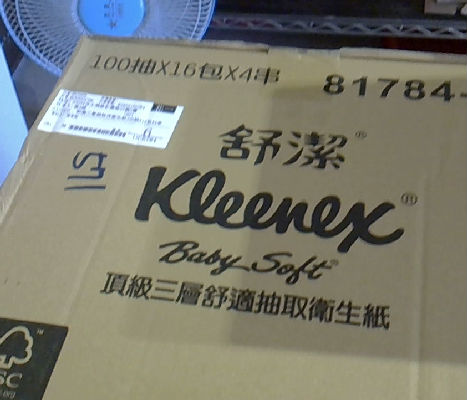 100抽X16包X4串
81784-
舒潔®
Kleenex®
Baby Soft®
頂級三層舒適抽取衛生紙